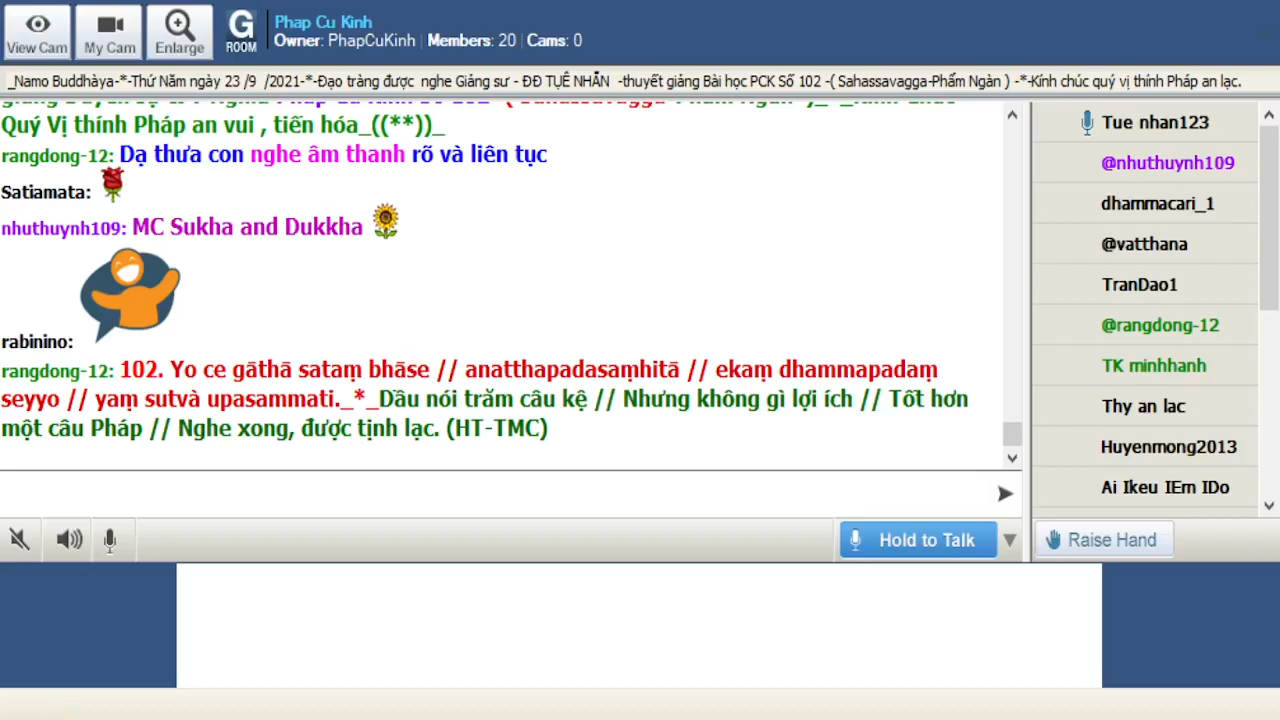 View Cam
My Cam
Enlarge
G
ROOM
Phap Cu Kinh
Owner: PhapCuKinh | Members: 20 | Cams: 0
_Namo Buddhàya-*-Thứ Năm ngày 23 /9 /2021-*-Đạo tràng được nghe Giảng sư - ĐĐ TUỆ NHẪN -thuyết giảng Bài học PCK Số 102 -( Sahassavagga-Phẩm Ngàn ) -*-Kính chúc quý vị thính Pháp an lạc.
Quý Vị thính Pháp an vui , tiến hóa_((**))_
rangdong-12: Dạ thưa con nghe âm thanh rõ và liên tục
Satiamata:
nhuthuynh109: MC Sukha and Dukkha
rabinino:
rangdong-12: 102. Yo ce gāthā sataṃ bhāse // anatthapadasaṃhitā // ekaṃ dhammapadaṃ
seyyo // yaṃ sutvà upasammati._*_Dầu nói trăm câu kệ // Nhưng không gì lợi ích // Tốt hơn
một câu Pháp // Nghe xong, được tịnh lạc. (HT-TMC)
Tue nhan123
@nhuthuynh109
dhammacari_1
@vatthana
TranDao1
@rangdong-12
TK minhhanh
Thy an lac
Huyenmong2013
Ai Ikeu IEm IDo
Hold to Talk
Raise Hand